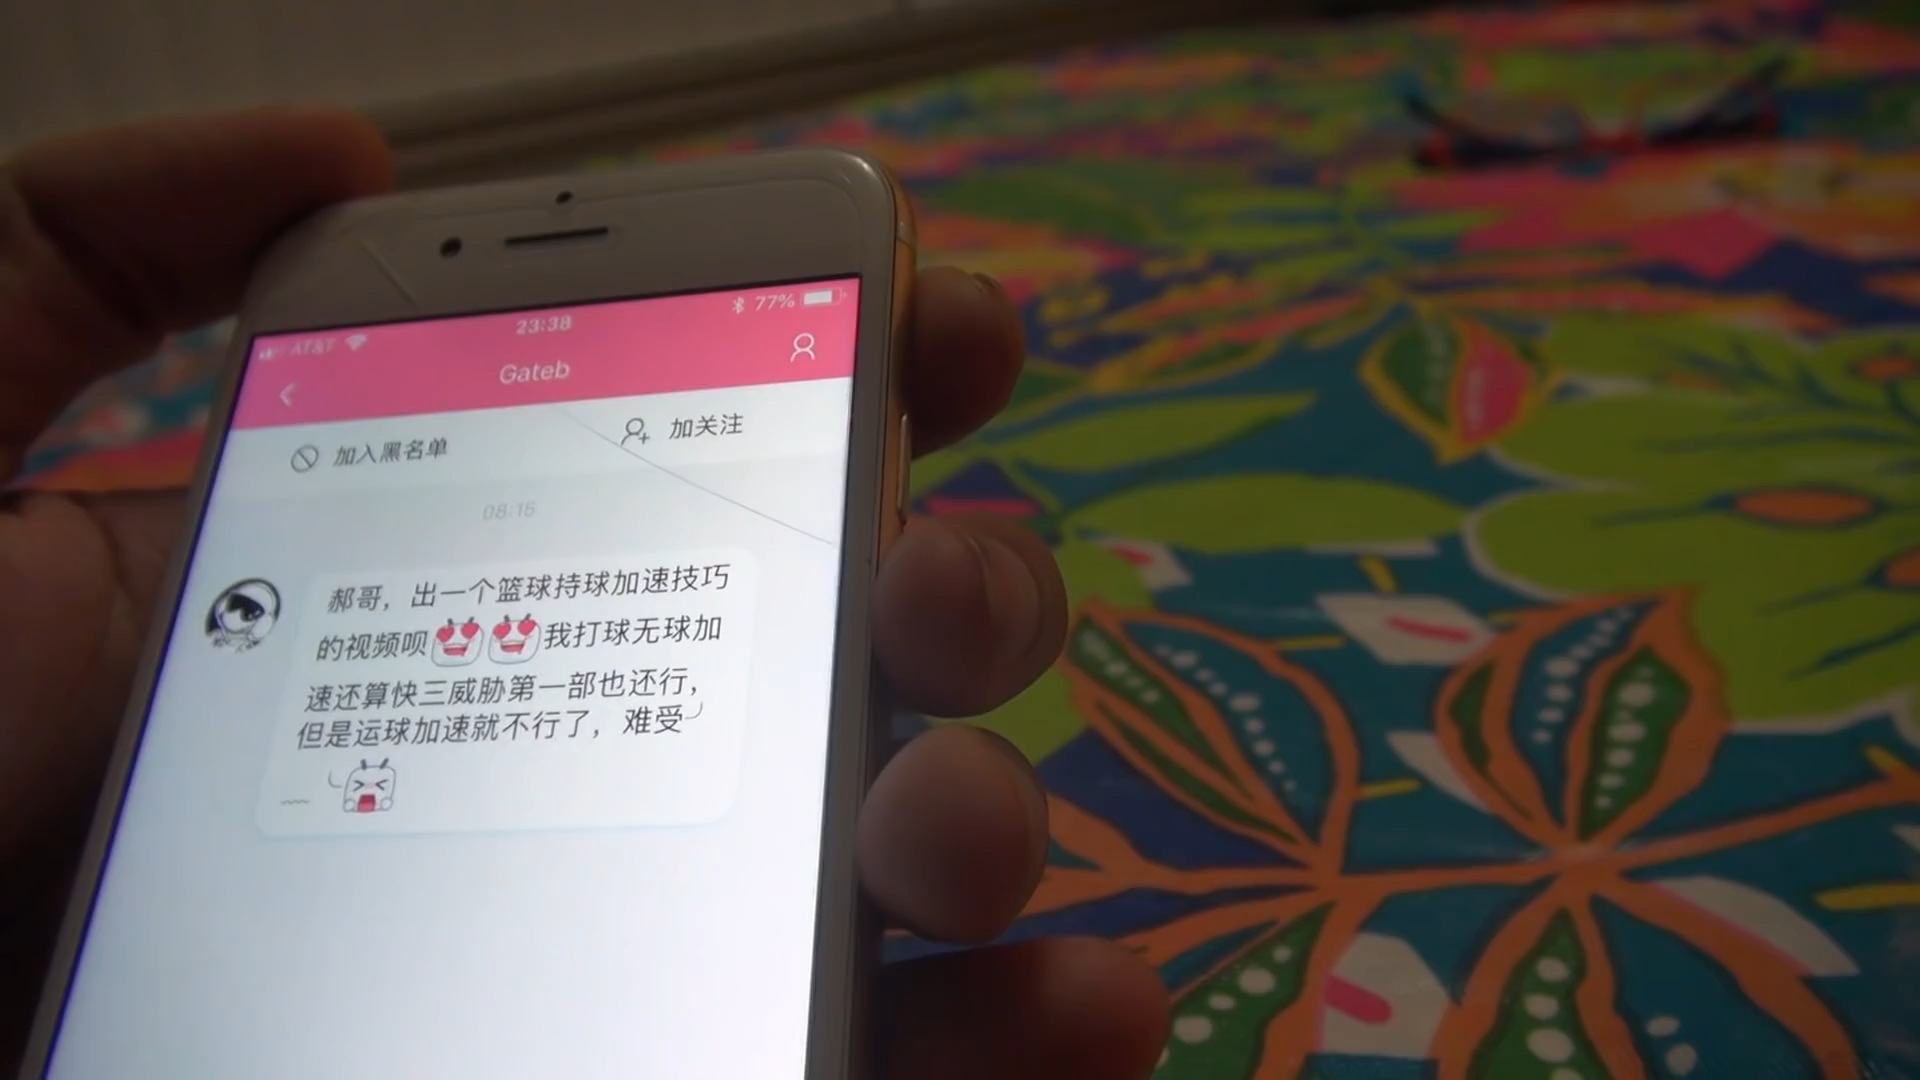 AT&T 23:38 77%
Gateb
加入黑名单 加关注
08:15
郝哥，出一个篮球持球加速技巧
的视频呗我打球无球加
速还算快三威胁第一部也还行，
但是运球加速就不行了，难受╯
﹏╰